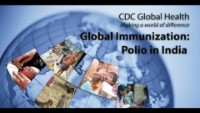 CDC Global Health
Making a world of difference
Global Immunization:
Polio in India